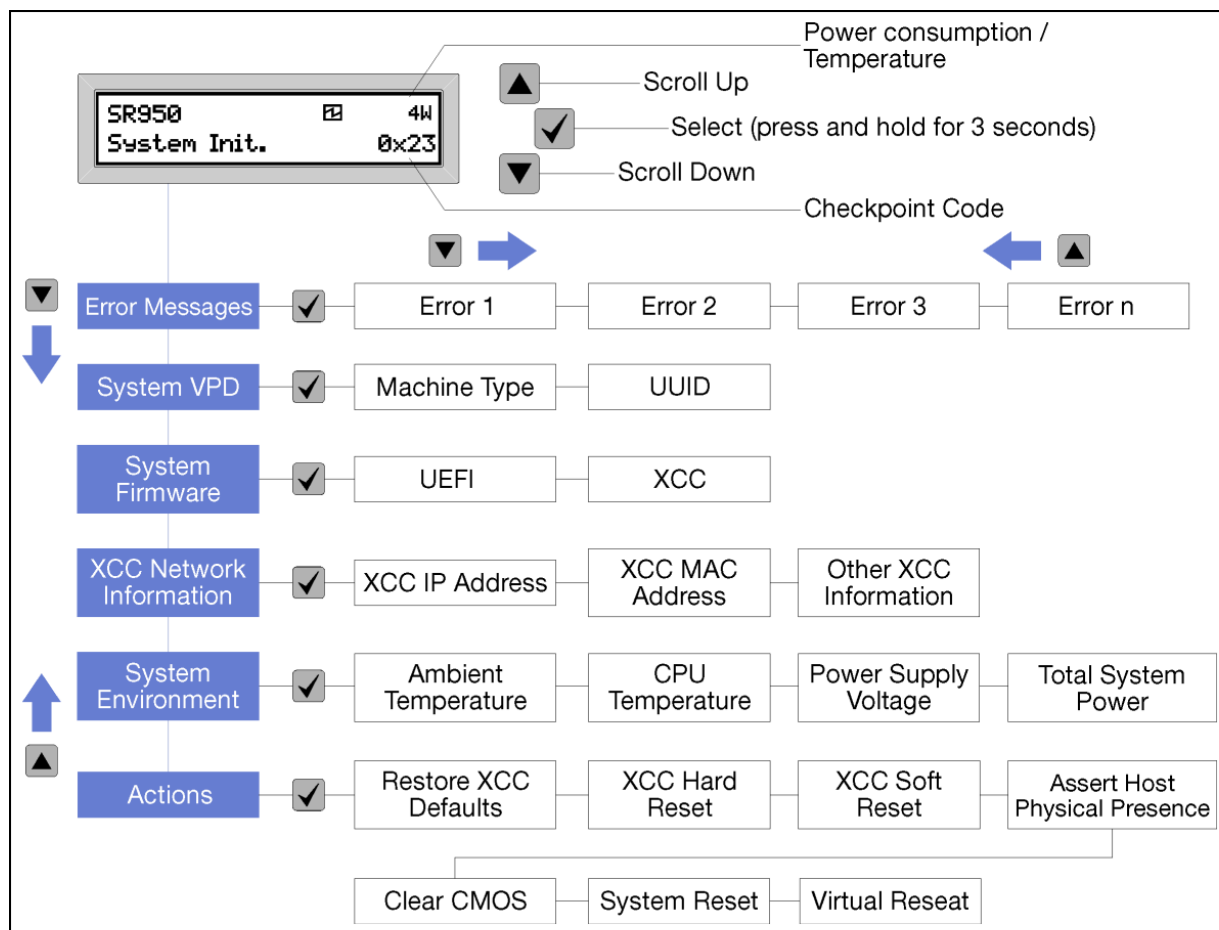 Power consumption /
Temperature
SR950 4W
System Init. 0x23
Scroll Up
Select (press and hold for 3 seconds)
Scroll Down
Checkpoint Code
Error Messages
Error 1
Error 2
Error 3
Error n
System VPD
Machine Type
UUID
System
Firmware
UEFI
XCC
XCC Network
Information
XCC IP Address
XCC MAC
Address
Other XCC
Information
System
Environment
Ambient
Temperature
CPU
Temperature
Power Supply
Voltage
Total System
Power
Actions
Restore XCC
Defaults
XCC Hard
Reset
XCC Soft
Reset
Assert Host
Physical Presence
Clear CMOS
System Reset
Virtual Reseat